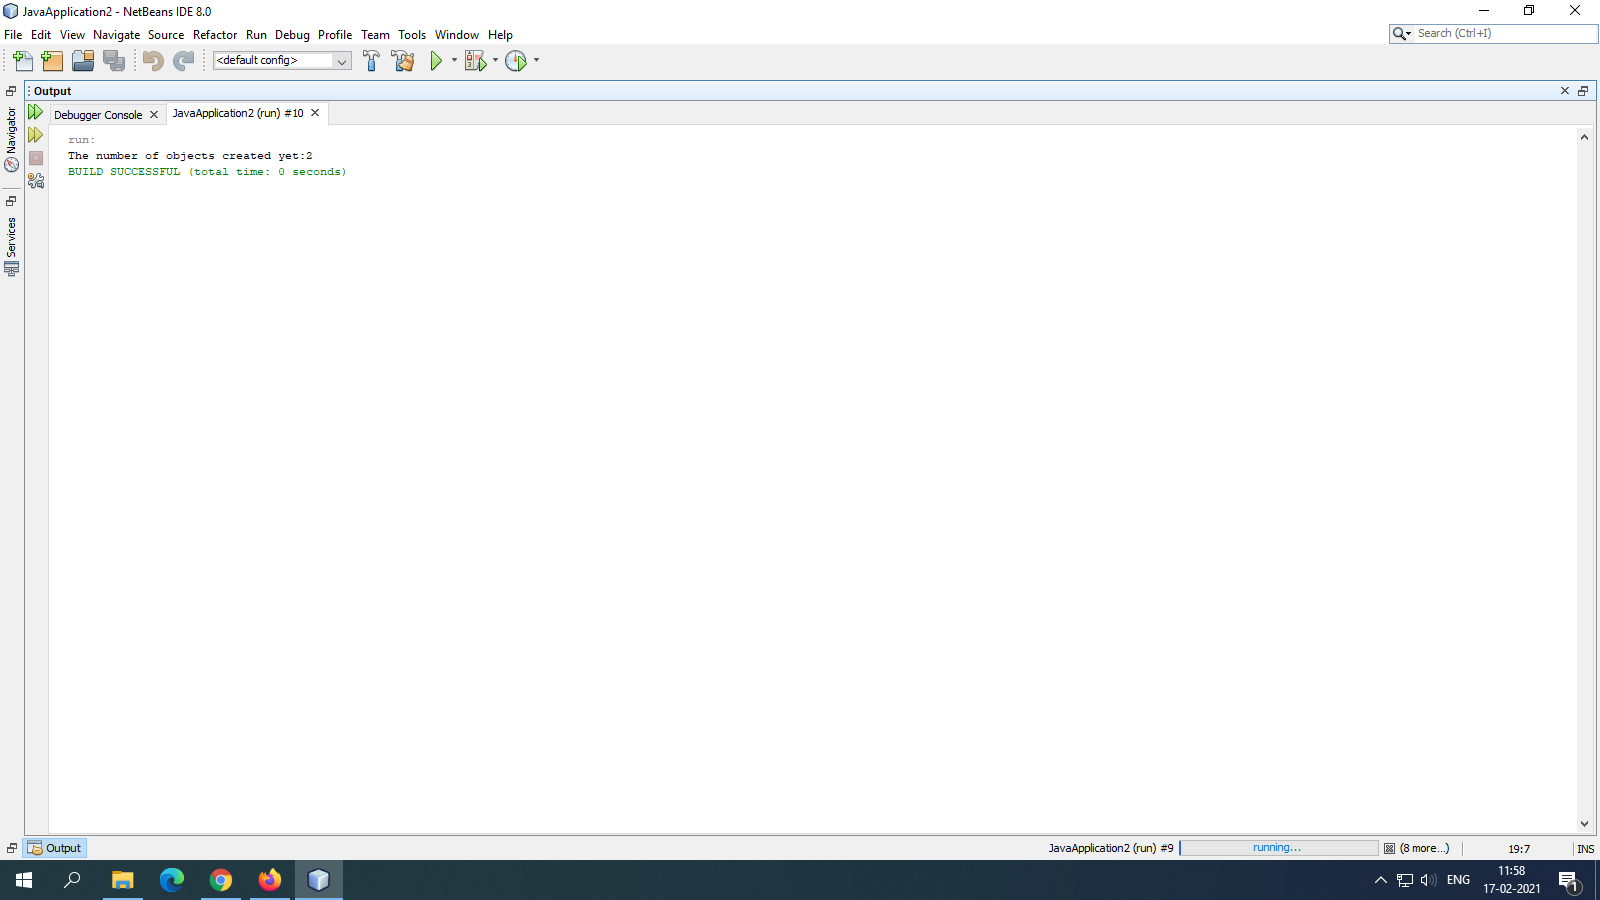 JavaApplication2 - NetBeans IDE 8.0
File Edit View Navigate Source Refactor Run Debug Profile Team Tools Window Help
Search (Ctrl+I)
<default config>
Output
Navigator
Services
Debugger Console
JavaApplication2 (run) #10
run:
The number of objects created yet:2
BUILD SUCCESSFUL (total time: 0 seconds)
Output
JavaApplication2 (run) #9
running...
(8 more...)
19:7
INS
ENG
11:58
17-02-2021
1